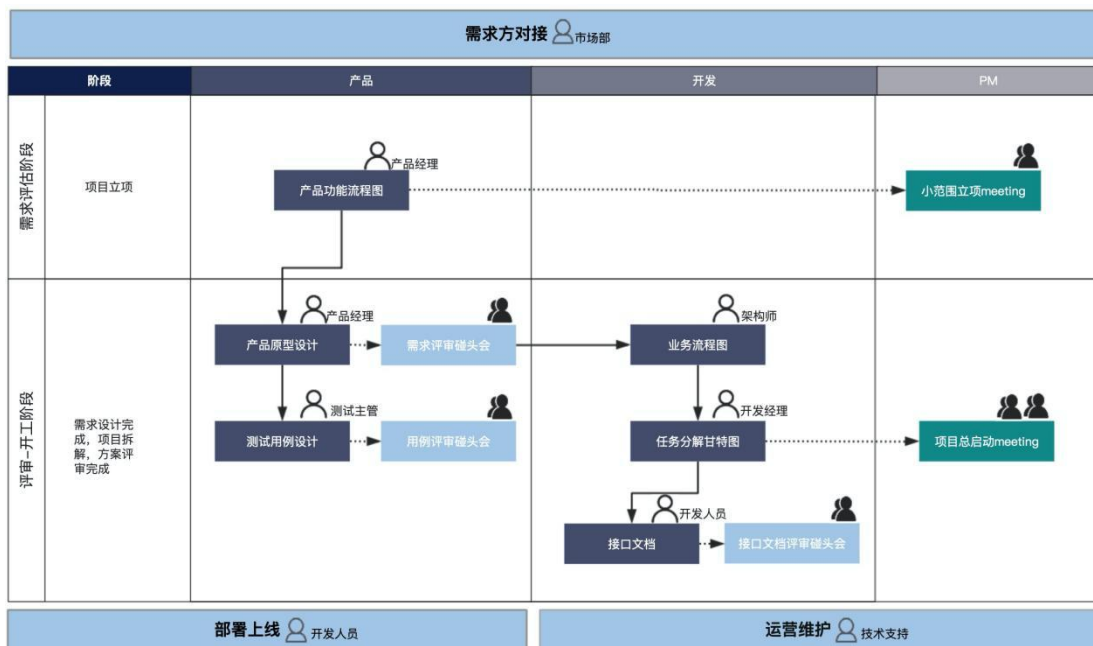 需求方对接 市场部
阶段 产品 开发 PM
需求评估阶段
项目立项
产品经理
产品功能流程图
小范围立项meeting
评审-开工阶段
需求设计完
成，项目拆
解，方案评
审完成
产品经理
产品原型设计
需求评审碰头会
架构师
业务流程图
测试主管
测试用例设计
用例评审碰头会
开发经理
任务分解甘特图
项目总启动meeting
开发人员
接口文档
接口文档评审碰头会
部署上线 开发人员
运营维护 技术支持